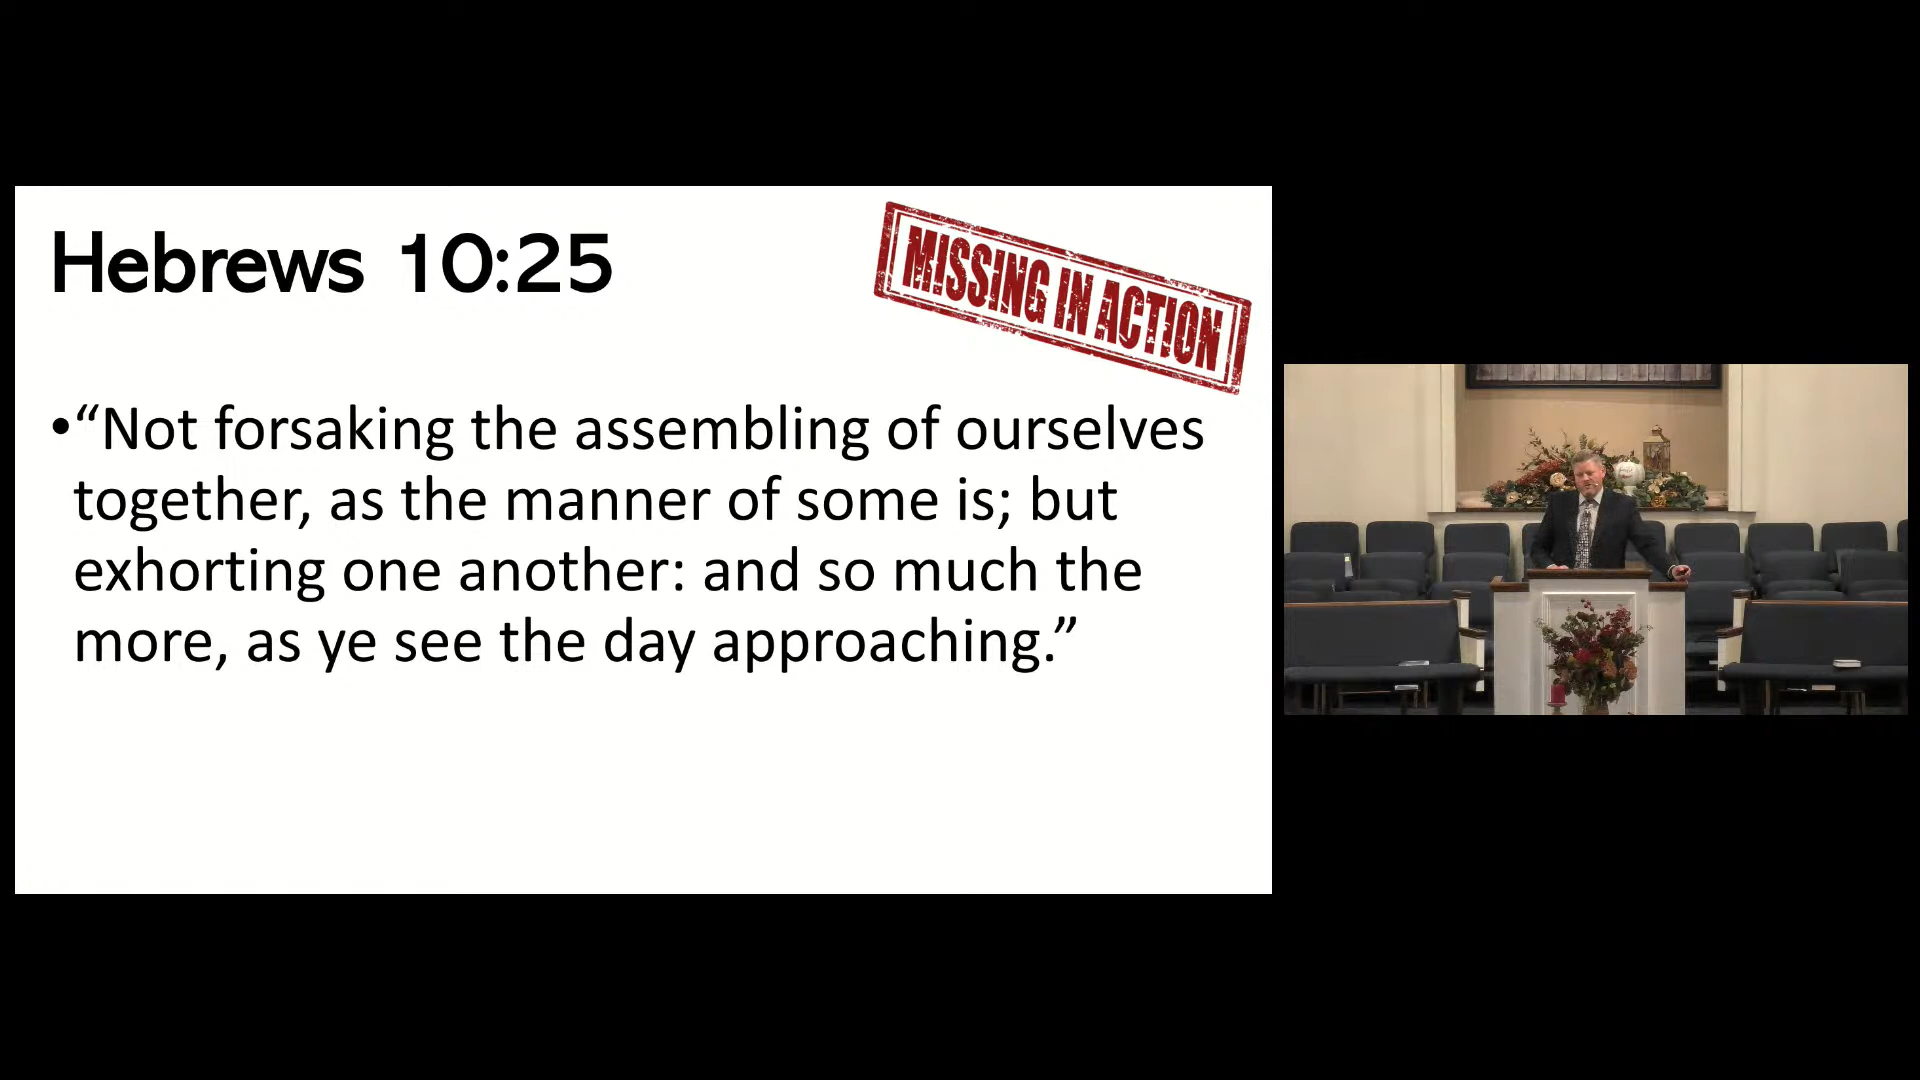 Hebrews 10:25
MISSING IN ACTION
•“Not forsaking the assembling of ourselves
together, as the manner of some is; but
exhorting one another: and so much the
more, as ye see the day approaching.”